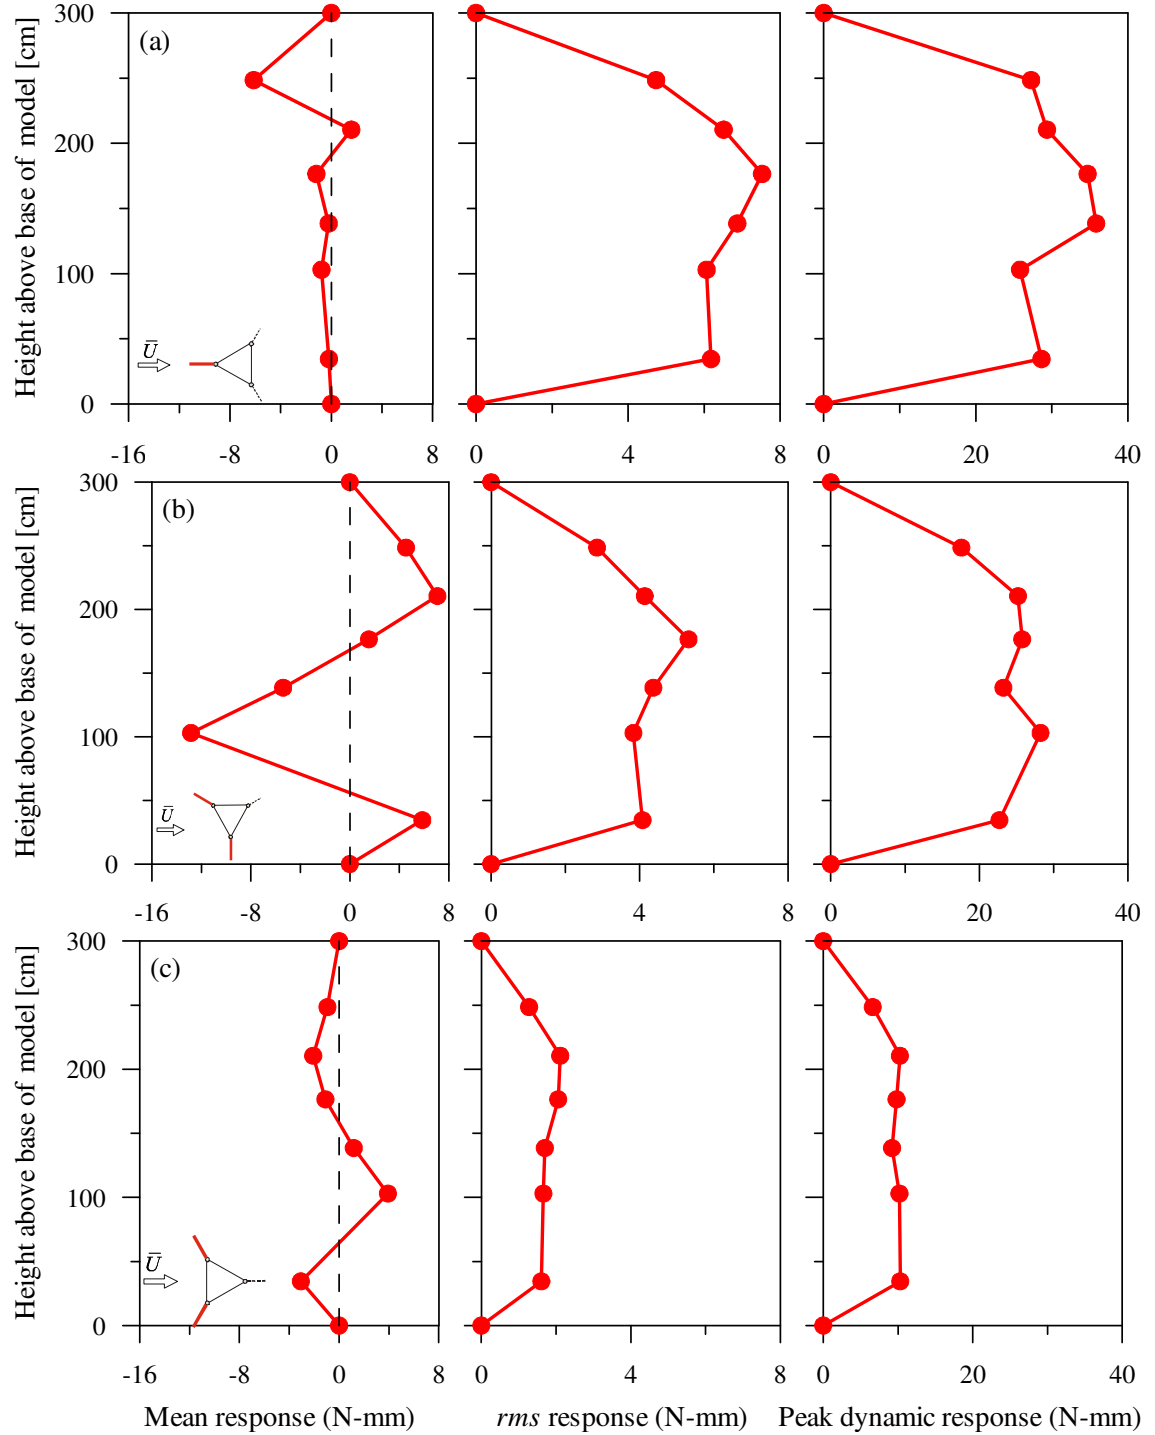 Height above base of model [cm]
300
200
100
0
(a)
Ū
-16 -8 0 8
0 4 8
0 20 40
Height above base of model [cm]
300
200
100
0
(b)
Ū
-16 -8 0 8
0 4 8
0 20 40
Height above base of model [cm]
300
200
100
0
(c)
Ū
-16 -8 0 8
0 4 8
0 20 40
Mean response (N-mm) rms response (N-mm) Peak dynamic response (N-mm)